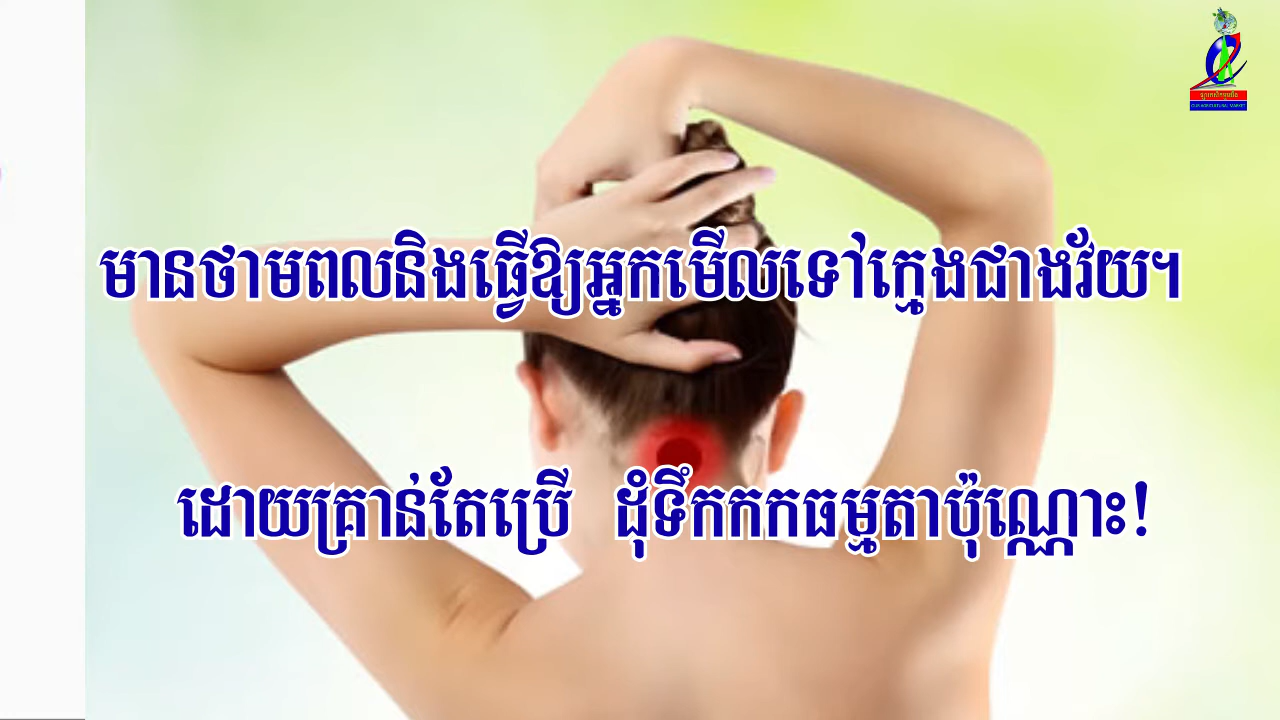 មានថាមពលនិងធ្វើឱ្យអ្នកមើលទៅក្មេងជាងវ័យ។
ដោយគ្រាន់តែប្រើ ដុំទឹកកកធម្មតាប៉ុណ្ណោះ!